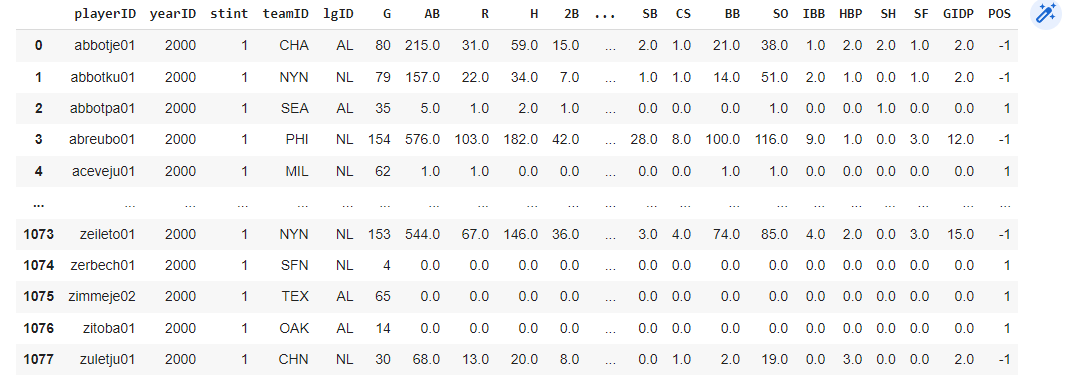 playerID yearID stint teamID lgID G AB R H 2B ... SB CS BB SO IBB HBP SH SF GIDP POS
0 abbotje01 2000 1 CHA AL 80 215.0 31.0 59.0 15.0 ... 2.0 1.0 21.0 38.0 1.0 2.0 2.0 1.0 2.0 -1
1 abbotku01 2000 1 NYN NL 79 157.0 22.0 34.0 7.0 ... 1.0 1.0 14.0 51.0 2.0 1.0 0.0 1.0 2.0 -1
2 abbotpa01 2000 1 SEA AL 35 5.0 1.0 2.0 1.0 ... 0.0 0.0 0.0 1.0 0.0 0.0 1.0 0.0 0.0 1
3 abreubo01 2000 1 PHI NL 154 576.0 103.0 182.0 42.0 ... 28.0 8.0 100.0 116.0 9.0 1.0 0.0 3.0 12.0 -1
4 aceveju01 2000 1 MIL NL 62 1.0 1.0 0.0 0.0 ... 0.0 0.0 1.0 1.0 0.0 0.0 0.0 0.0 0.0 1
... ... ... ... ... ... ... ... ... ... ... ... ... ... ... ... ... ... ... ... ... ...
1073 zeileto01 2000 1 NYN NL 153 544.0 67.0 146.0 36.0 ... 3.0 4.0 74.0 85.0 4.0 2.0 0.0 3.0 15.0 -1
1074 zerbech01 2000 1 SFN NL 4 0.0 0.0 0.0 0.0 ... 0.0 0.0 0.0 0.0 0.0 0.0 0.0 0.0 0.0 1
1075 zimmeje02 2000 1 TEX AL 65 0.0 0.0 0.0 0.0 ... 0.0 0.0 0.0 0.0 0.0 0.0 0.0 0.0 0.0 1
1076 zitoba01 2000 1 OAK AL 14 0.0 0.0 0.0 0.0 ... 0.0 0.0 0.0 0.0 0.0 0.0 0.0 0.0 0.0 1
1077 zuletju01 2000 1 CHN NL 30 68.0 13.0 20.0 8.0 ... 0.0 1.0 2.0 19.0 0.0 3.0 0.0 0.0 2.0 -1